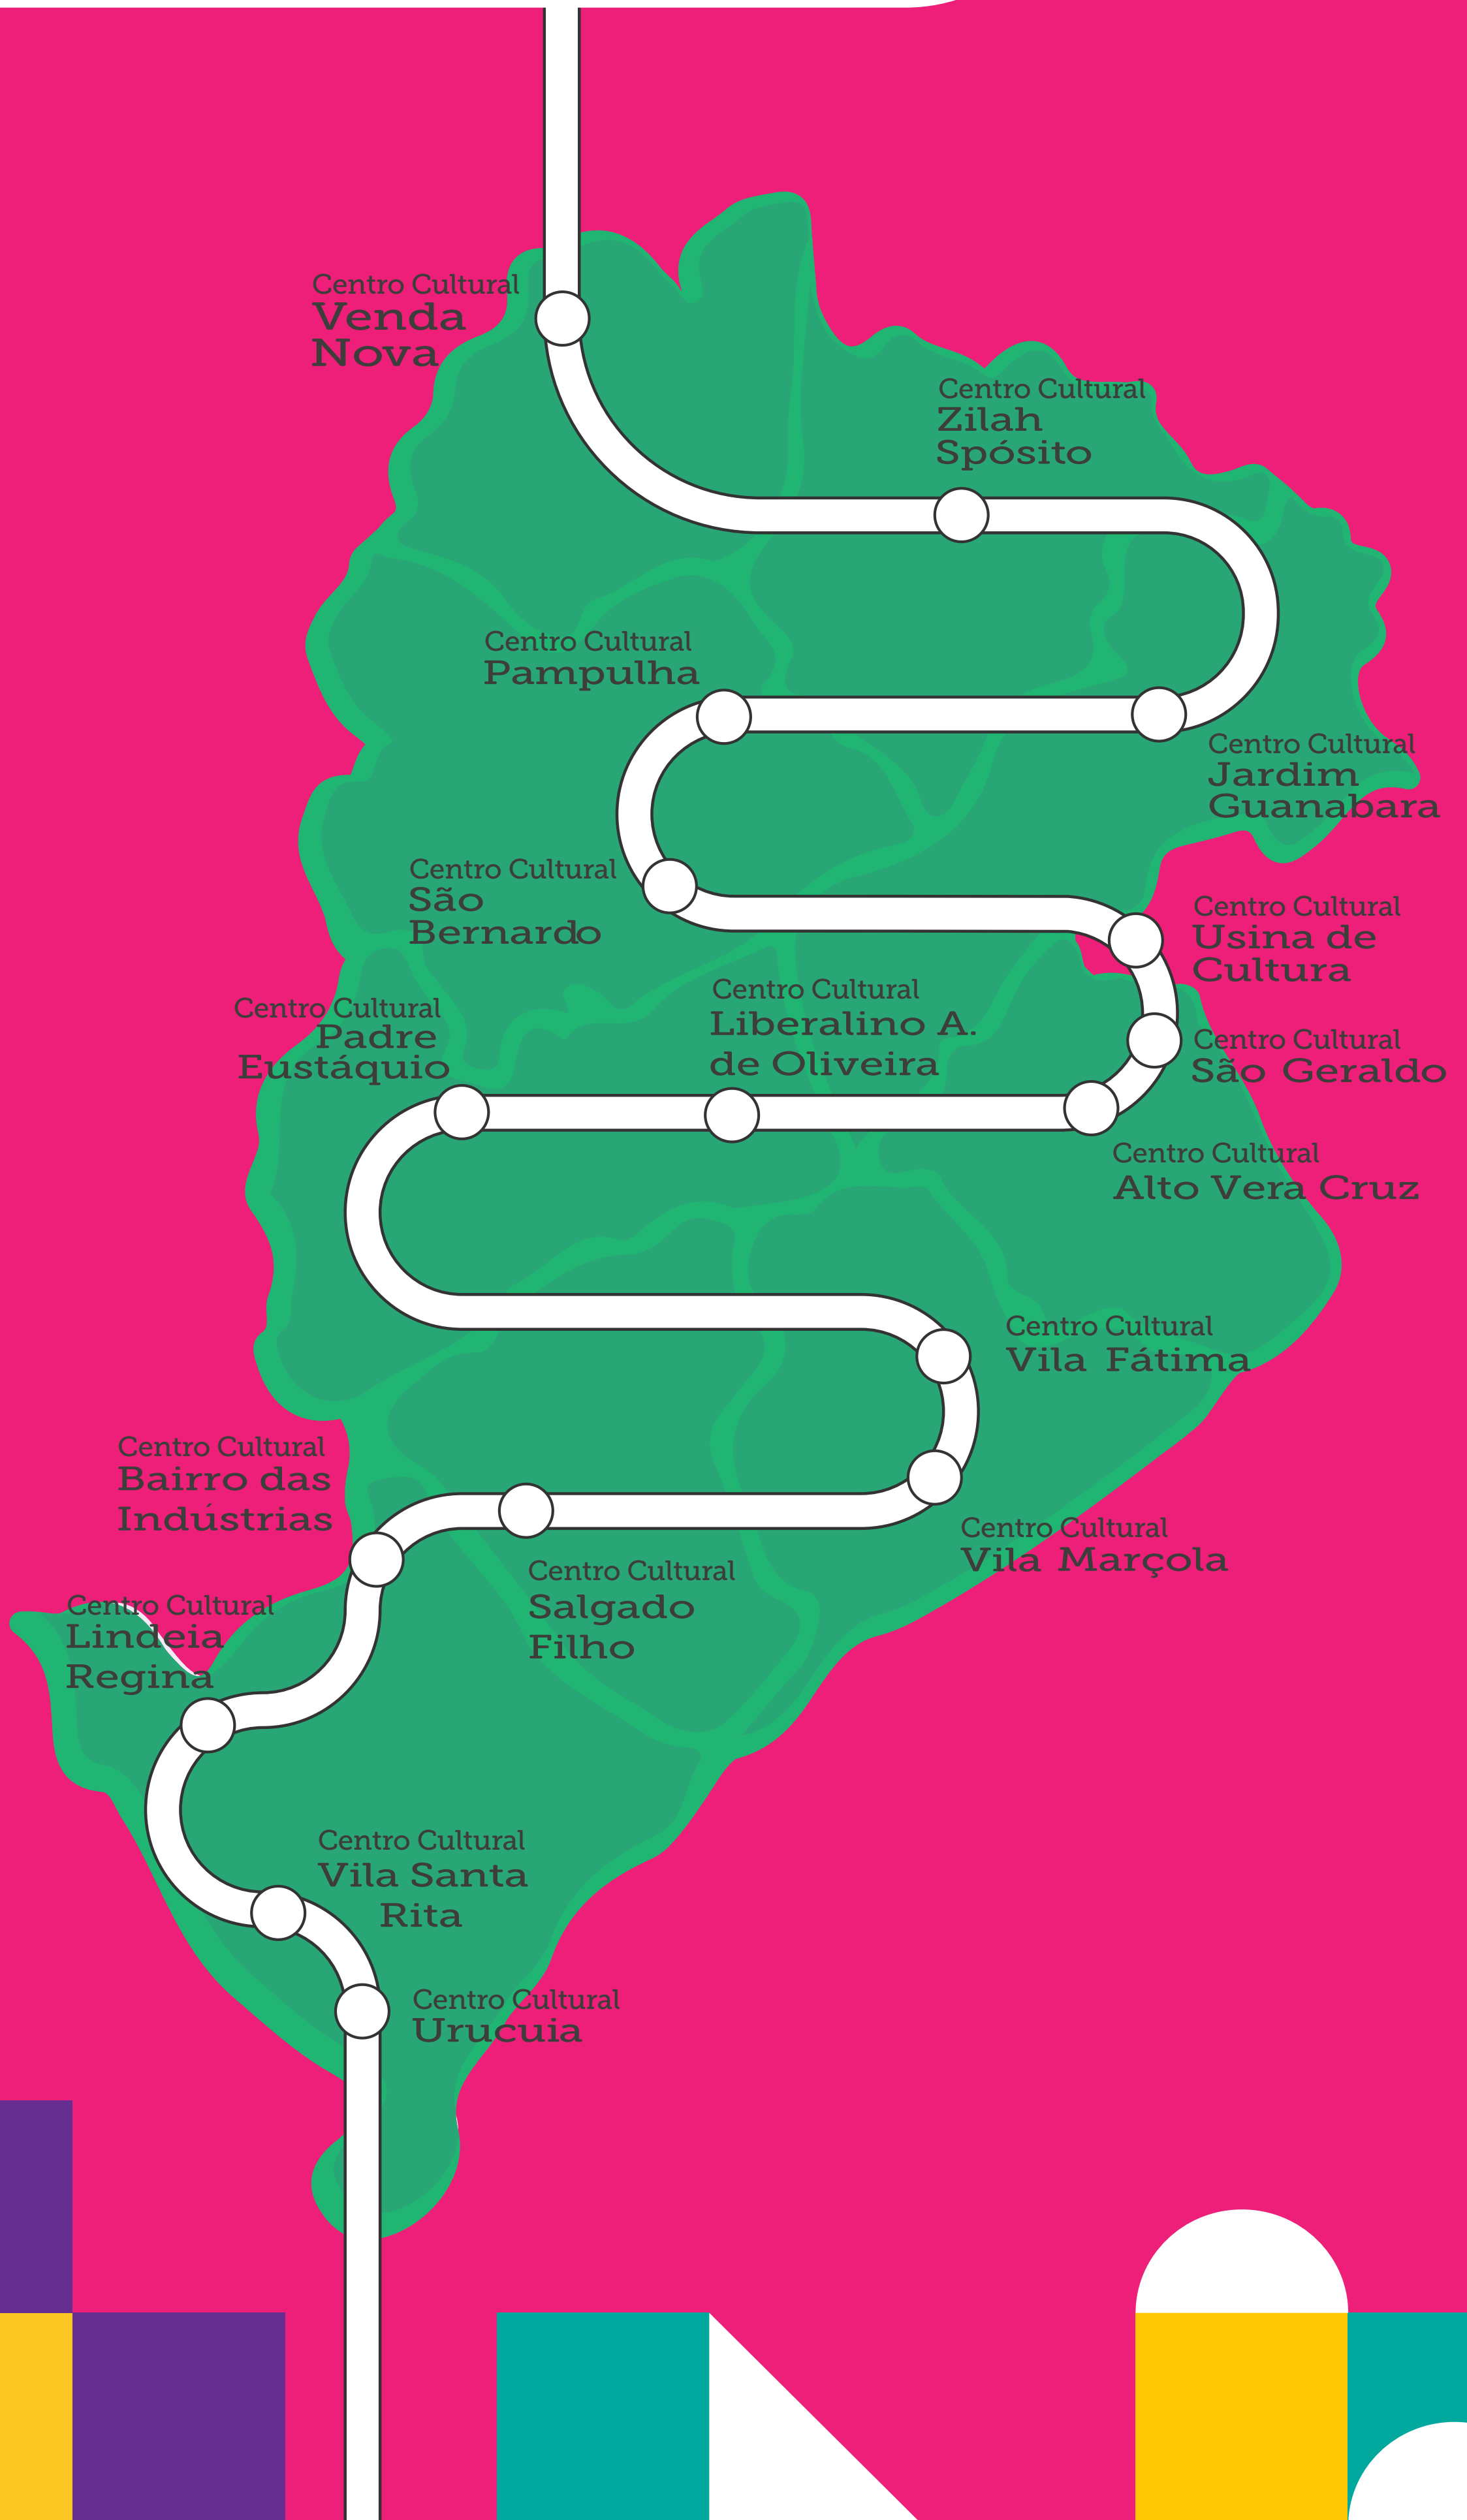 Centro Cultural
Venda
Nova
Centro Cultural
Zilah
Spósito
Centro Cultural
Pampulha
Centro Cultural
Jardim
Guanabara
Centro Cultural
São
Bernardo
Centro Cultural
Usina de
Cultura
Centro Cultural
Padre
Eustáquio
Centro Cultural
Liberalino A.
de Oliveira
Centro Cultural
São Geraldo
Centro Cultural
Alto Vera Cruz
Centro Cultural
Vila Fátima
Centro Cultural
Bairro das
Indústrias
Centro Cultural
Vila Marçola
Centro Cultural
Salgado
Filho
Centro Cultural
Lindeia
Regina
Centro Cultural
Vila Santa
Rita
Centro Cultural
Urucuia